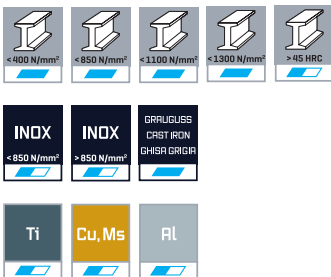 <400 N/mm²
<850 N/mm²
<1100 N/mm²
<1300 N/mm²
>45 HRC
INOX
<850 N/mm²
INOX
>850 N/mm²
GRAUGUSS
CAST IRON
GHISA GRIGIA
Ti
Cu, Ms
Al